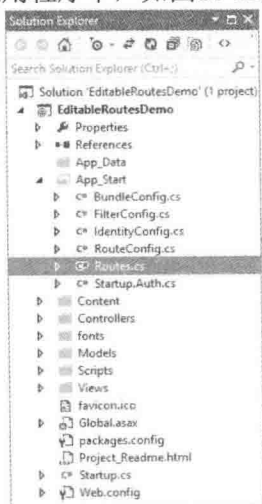 Solution Explorer
Search Solution Explorer (Ctrl+;)
Solution 'EditableRoutesDemo' (1 project)
EditableRoutesDemo
Properties
References
App_Data
App_Start
C# BundleConfig.cs
C# FilterConfig.cs
C# IdentityConfig.cs
C# RouteConfig.cs
Routes.cs
C# Startup.Auth.cs
Content
Controllers
fonts
Models
Scripts
Views
favicon.ico
Global.asax
packages.config
Project_Readme.html
C# Startup.cs
Web.config